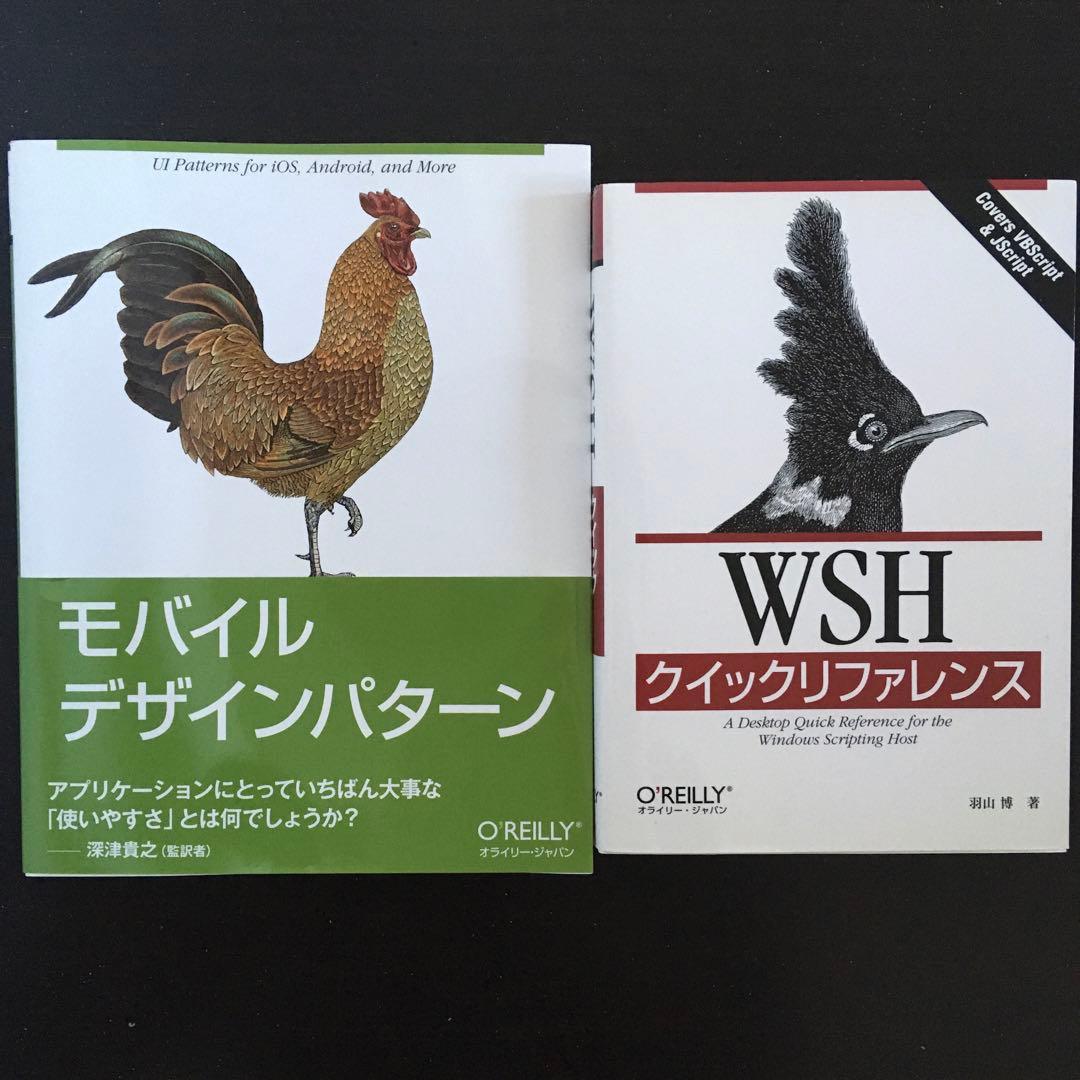 UI Patterns for iOS, Android, and More
モバイル
デザインパターン
アプリケーションにとっていちばん大事な
「使いやすさ」とは何でしょうか？
―― 深津貴之（監訳者）
O'REILLY®
オライリー・ジャパン
Covers VBScript
& JScript
WSH
クイックリファレンス
A Desktop Quick Reference for the
Windows Scripting Host
O'REILLY®
オライリー・ジャパン
羽山 博 著